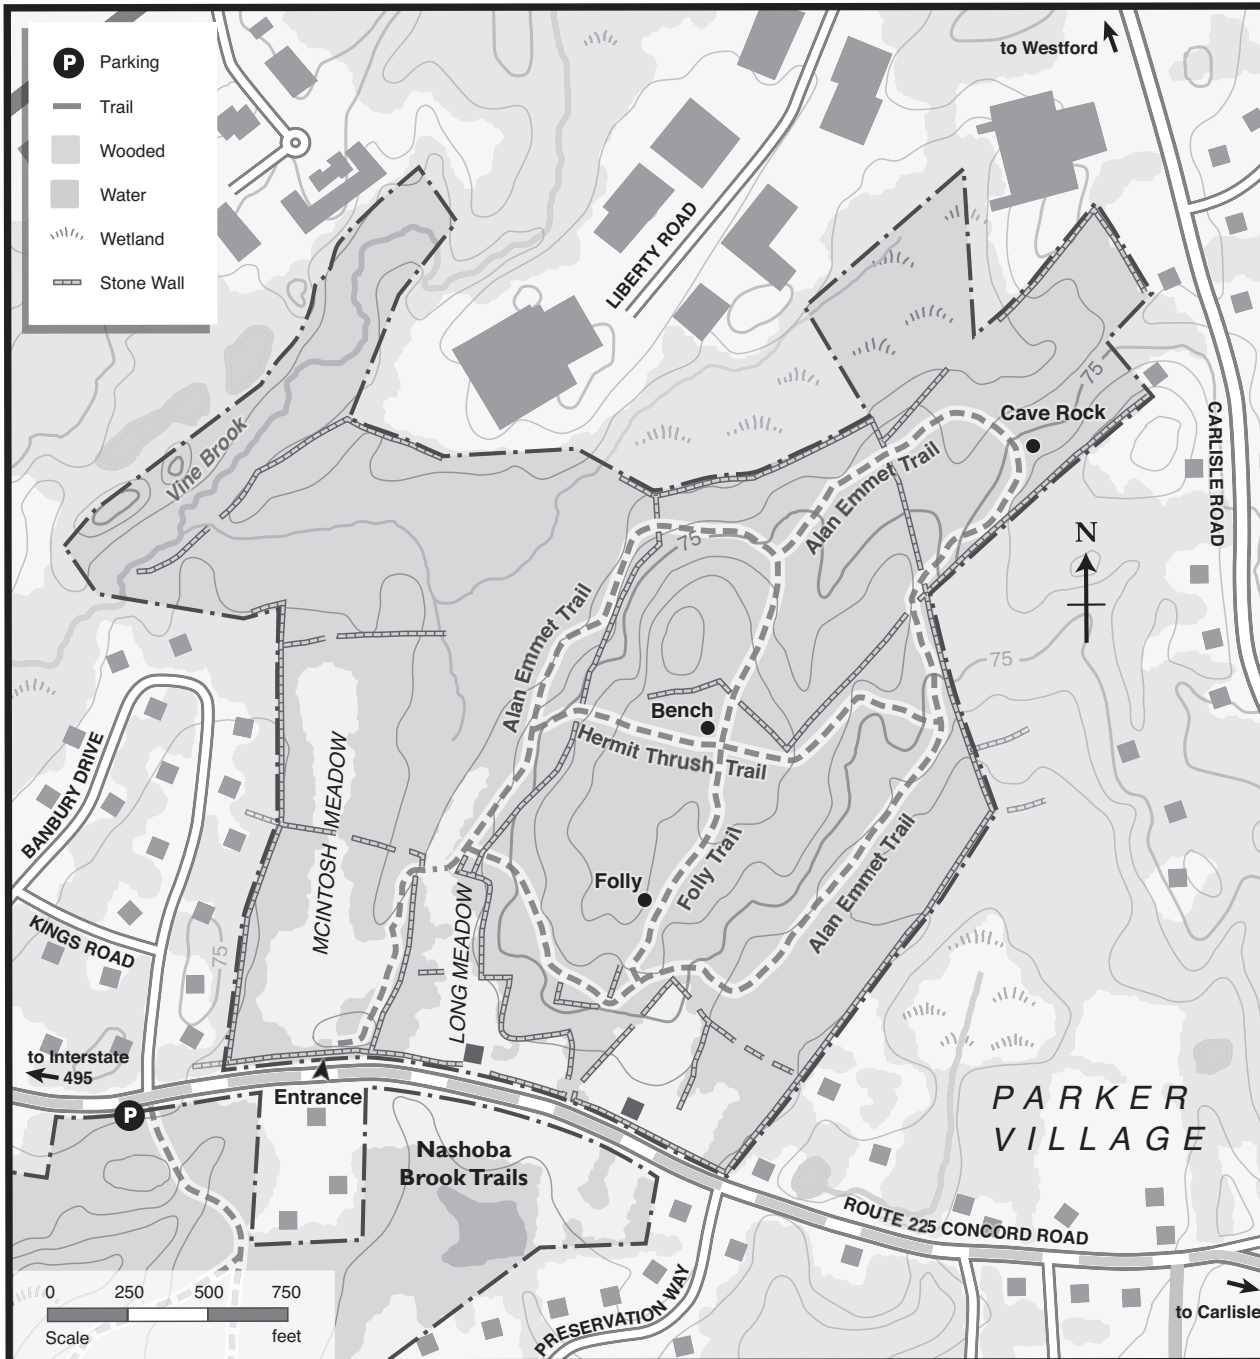 P
Parking
Trail
Wooded
Water
Wetland
Stone Wall
to Westford
LIBERTY ROAD
Vine Brook
75
Cave Rock
CARLISLE ROAD
Alan Emmet Trail
N
75
Alan Emmet Trail
75
Bench
Hermit Thrush Trail
BANBURY DRIVE
MCINTOSH MEADOW
LONG MEADOW
Folly
Folly Trail
Alan Emmet Trail
KINGS ROAD
75
to Interstate
495
P
Entrance
Nashoba
Brook Trails
PARKER
VILLAGE
ROUTE 225 CONCORD ROAD
PRESERVATION WAY
to Carlisle
0 250 500 750
Scale feet